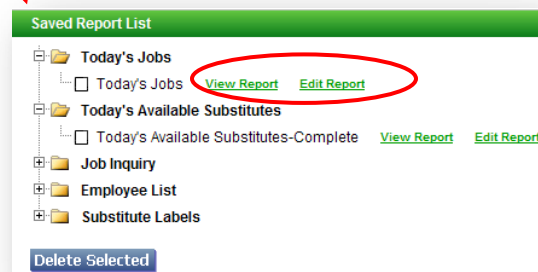 Saved Report List
Today's Jobs
Today's Jobs View Report Edit Report
Today's Available Substitutes
Today's Available Substitutes-Complete View Report Edit Report
Job Inquiry
Employee List
Substitute Labels
Delete Selected